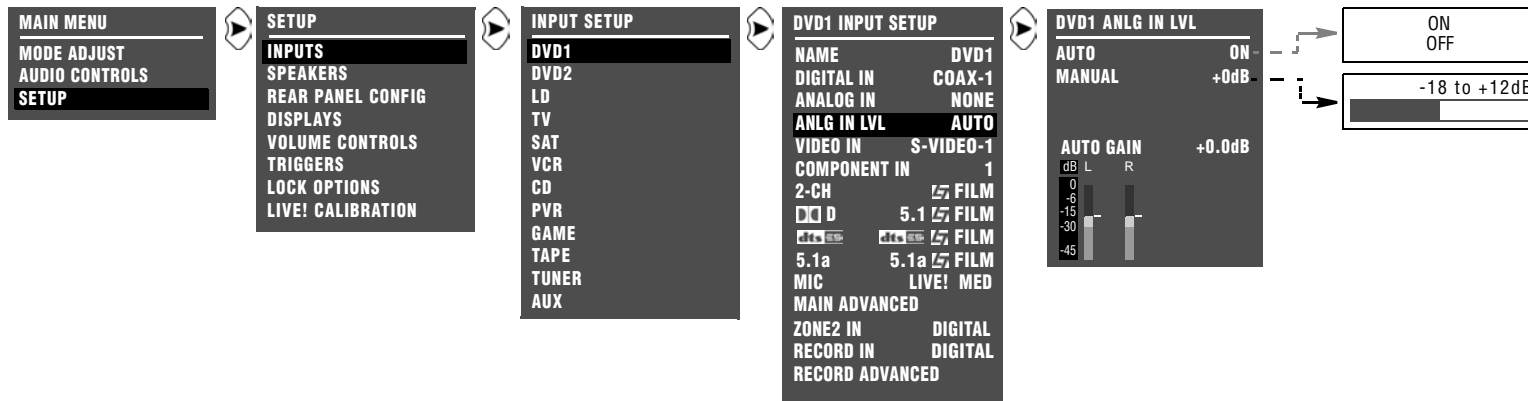 MAIN MENU
MODE ADJUST
AUDIO CONTROLS
SETUP
SETUP
INPUTS
SPEAKERS
REAR PANEL CONFIG
DISPLAYS
VOLUME CONTROLS
TRIGGERS
LOCK OPTIONS
LIVE! CALIBRATION
INPUT SETUP
DVD1
DVD2
LD
TV
SAT
VCR
CD
PVR
GAME
TAPE
TUNER
AUX
DVD1 INPUT SETUP
NAME DVD1
DIGITAL IN COAX-1
ANALOG IN NONE
ANLG IN LVL AUTO
VIDEO IN S-VIDEO-1
COMPONENT IN 1
2-CH FILM
D 5.1 FILM
dts ES dts ES FILM
5.1a 5.1a FILM
MIC LIVE! MED
MAIN ADVANCED
ZONE2 IN DIGITAL
RECORD IN DIGITAL
RECORD ADVANCED
DVD1 ANLG IN LVL
AUTO ON
MANUAL +0dB
AUTO GAIN +0.0dB
dB L R
0
-6
-15
-30
-45
ON
OFF
-18 to +12dB